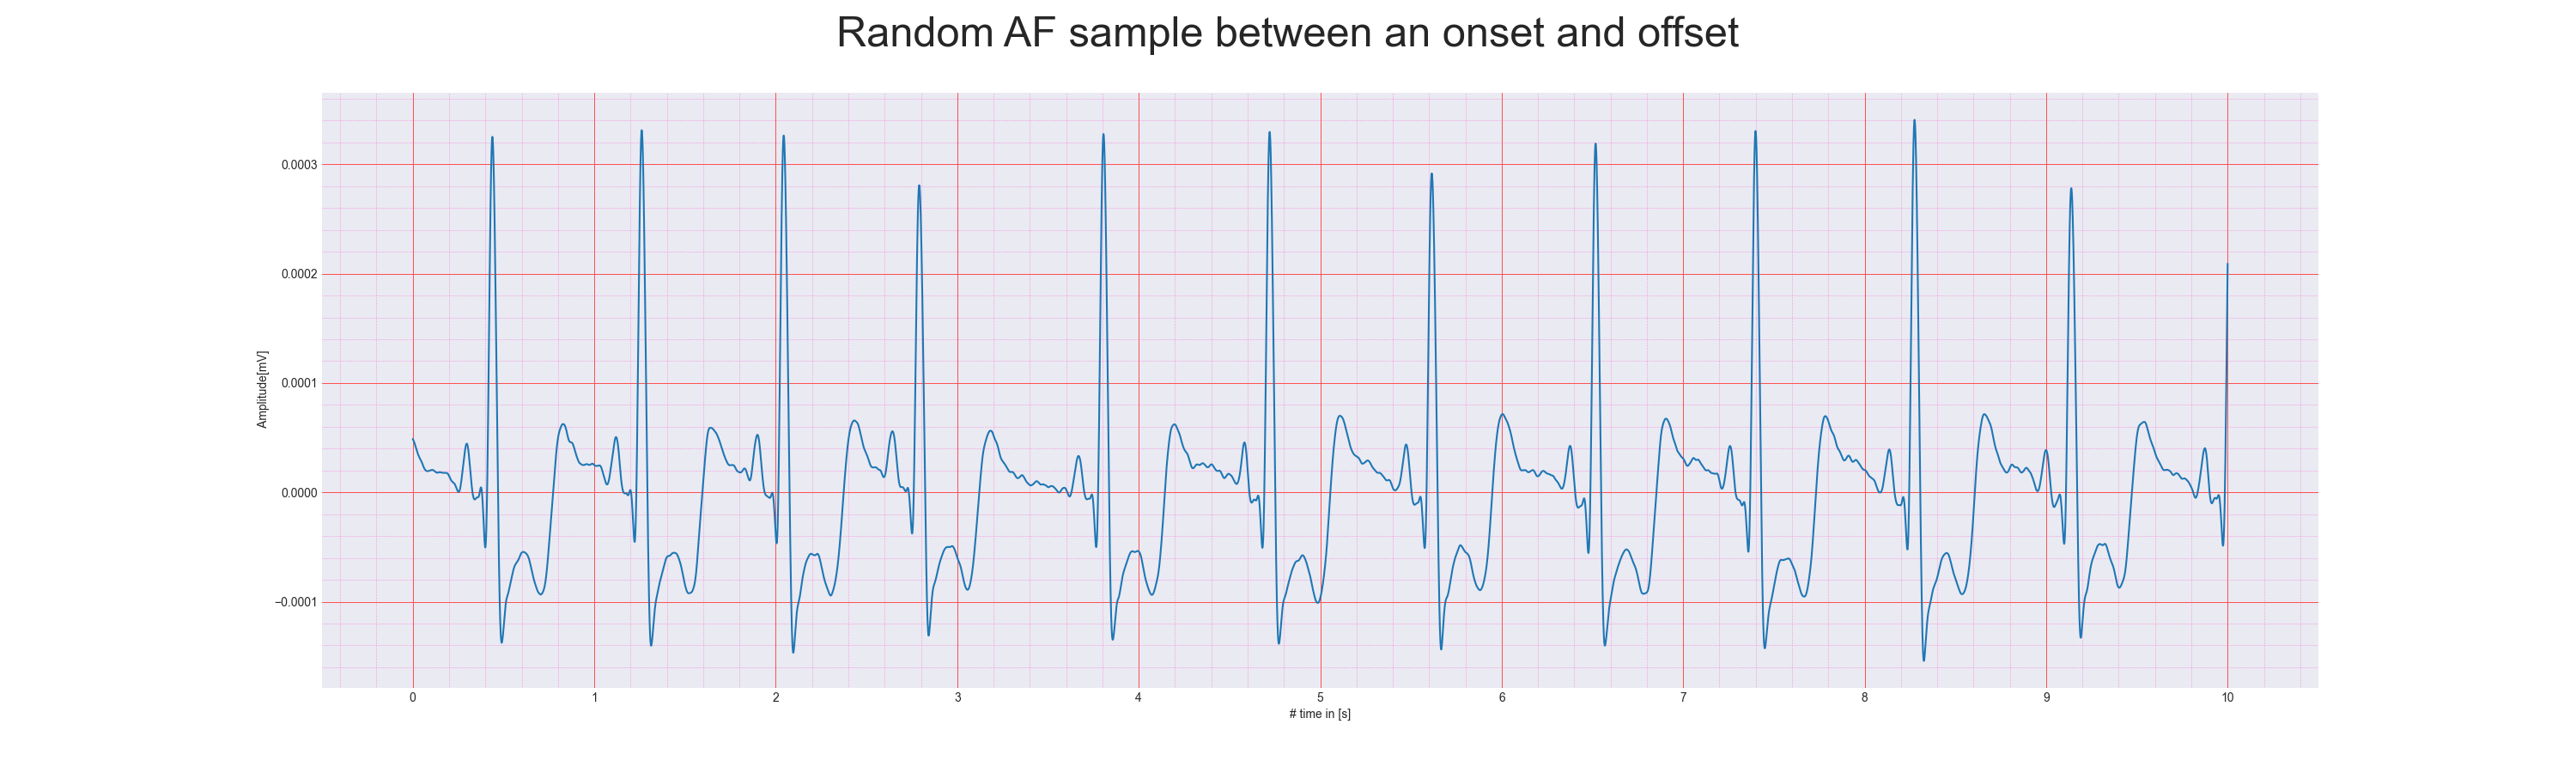 Random AF sample between an onset and offset
0.0003
0.0002
0.0001
0.0000
−0.0001
Amplitude[mV]
0 1 2 3 4 5 6 7 8 9 10
# time in [s]